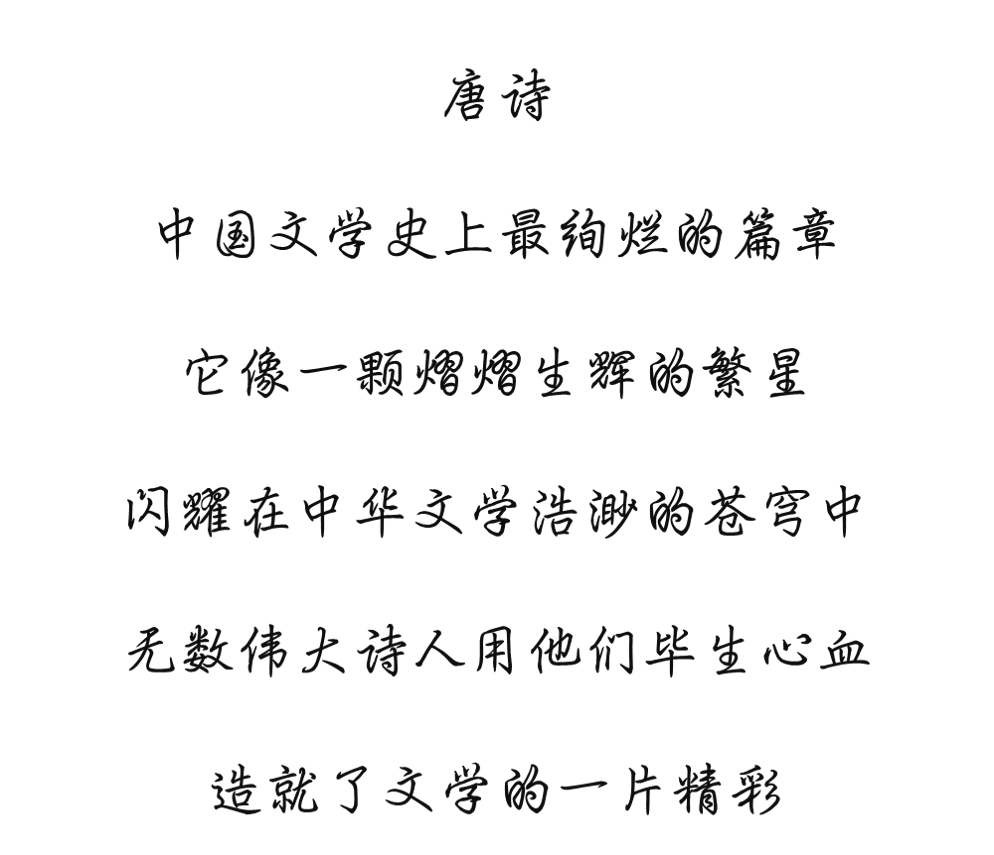 唐诗
中国文学史上最绚烂的篇章
它像一颗熠熠生辉的繁星
闪耀在中华文学浩渺的苍穹中
无数伟大诗人用他们毕生心血
造就了文学的一片精彩